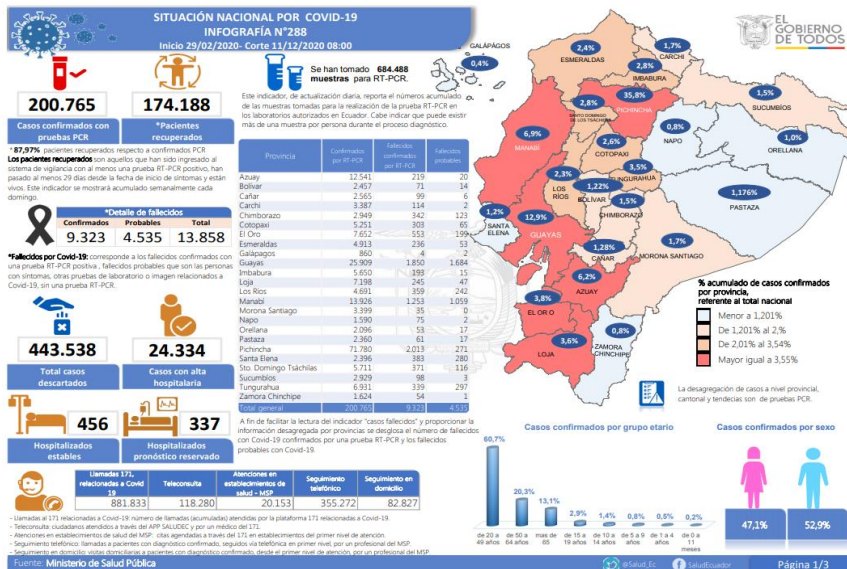 SITUACIÓN NACIONAL POR COVID-19
INFOGRAFÍA N°288
Inicio 29/02/2020- Corte 11/12/2020 08:00
EL
GOBIERNO
DE TODOS
200.765
Casos confirmados con
pruebas PCR
174.188
*Pacientes
recuperados
* 87,97% pacientes recuperados respecto a confirmados PCR
Los pacientes recuperados son aquellos que han sido ingresado al
sistema de vigilancia con al menos una prueba RT-PCR positivo, han
pasado al menos 29 días desde la fecha de inicio de síntomas y están
vivos. Este indicador se mostrará acumulado semanalmente cada
domingo.
*Detalle de fallecidos
Confirmados Probables Total
9.323 4.535 13.858
*Fallecidos por Covid-19: corresponde a los fallecidos confirmados con
una prueba RT-PCR positiva , fallecidos probables que son las personas
con síntomas, otras pruebas de laboratorio o imagen relacionados a
Covid-19, sin una prueba RT-PCR.
443.538
Total casos
descartados
24.334
Casos con alta
hospitalaria
456
Hospitalizados
estables
337
Hospitalizados
pronóstico reservado
Se han tomado 684.488
muestras para RT-PCR.
Este indicador, de actualización diaria, reporta el números acumulado
de las muestras tomadas para la realización de la prueba RT-PCR en
los laboratorios autorizados en Ecuador. Cabe indicar que puede existir
más de una muestra por persona durante el proceso diagnóstico.
Provincia Confirmados por RT-PCR Fallecidos confirmados por RT-PCR Fallecidos probables
Azuay 12.541 219 20
Bolívar 2.457 71 14
Cañar 2.565 99 6
Carchi 3.387 114 2
Chimborazo 2.949 342 123
Cotopaxi 5.251 303 65
El Oro 7.652 553 199
Esmeraldas 4.913 236 53
Galápagos 860 4 2
Guayas 25.909 1.850 1.684
Imbabura 5.650 193 15
Loja 7.198 245 47
Los Ríos 4.691 359 242
Manabí 13.926 1.253 1.059
Morona Santiago 3.399 35 0
Napo 1.590 75 2
Orellana 2.096 53 17
Pastaza 2.360 61 17
Pichincha 71.780 2.013 271
Santa Elena 2.396 383 280
Sto. Domingo Tsáchilas 5.711 371 116
Sucumbíos 2.929 98 3
Tungurahua 6.931 339 297
Zamora Chinchipe 1.624 54 1
Total general 200.765 9.323 4.535
A fin de facilitar la lectura del indicador "casos fallecidos" y proporcionar la
información desagregada por provincias se desglosa el número de fallecidos
con Covid-19 confirmados por una prueba RT-PCR y los fallecidos
probables con Covid-19.
GALÁPAGOS
0,4%
2,4%
ESMERALDAS
1,7%
CARCHI
2,8%
IMBABURA
35,8%
PICHINCHA
2,8%
SANTO DOMINGO
DE LOS TSACHILAS
1,5%
SUCUMBÍOS
0,8%
NAPO
1,0%
ORELLANA
6,9%
MANABÍ
2,6%
COTOPAXI
3,5%
TUNGURAHUA
2,3%
LOS
RÍOS
1,22%
BOLÍVAR
1,5%
CHIMBORAZO
1,176%
PASTAZA
1,2%
SANTA
ELENA
12,9%
GUAYAS
1,28%
CAÑAR
1,7%
MORONA SANTIAGO
6,2%
AZUAY
3,8%
EL OR O
3,6%
LOJA
0,8%
ZAMORA
CHINCHIPE
% acumulado de casos confirmados
por provincia,
referente al total nacional
Menor a 1,201%
De 1,201% al 2%
De 2,01% al 3,54%
Mayor igual a 3,55%
La desagregación de casos a nivel provincial,
cantonal y tedencias son de pruebas PCR.
Casos confirmados por grupo etario
60,7% 20,3% 13,1% 2,9% 1,4% 0,8% 0,5% 0,2%
de 20 a 49 años de 50 a 64 años mas de 65 de 15 a 19 años de 10 a 14 años de 5 a 9 años de 1 a 4 años de 0 a 11 meses
Casos confirmados por sexo
47,1% 52,9%
Llamadas 171, relacionadas a Covid 19 Teleconsulta Atenciones en establecimientos de salud - MSP Seguimiento telefónico Seguimiento en domicilio
881.833 118.280 20.153 355.272 82.827
- Llamadas al 171 relacionadas a Covid-19: número de llamadas (acumuladas) atendidas por la plataforma 171 relacionadas a Covid-19.
- Teleconsulta: ciudadanos atendidos a través del APP SALUDEC y por un médico del 171.
- Atenciones en establecimientos de salud del MSP: citas agendadas a través del 171 en establecimientos del primer nivel de atención.
- Seguimiento telefónico: llamadas a pacientes con diagnóstico confirmado, seguidos vía telefónica en primer nivel, por un profesional del MSP.
- Seguimiento en domicilio: visitas domiciliarias a pacientes con diagnóstico confirmado, desde el primer nivel de atención, por un profesional del MSP.
Fuente: Ministerio de Salud Pública
@Salud_Ec
SaludEcuador
Página 1/3